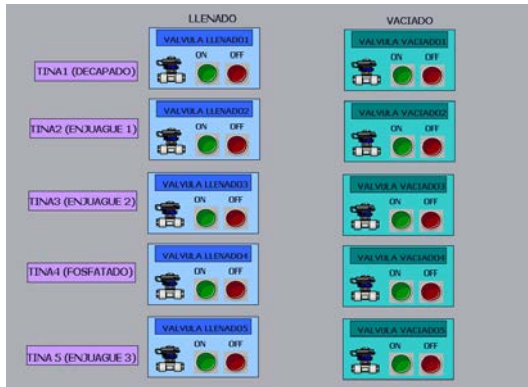 LLENADO VACIADO
VALVULA LLENADO1 VALVULA VACIADO1
ON OFF ON OFF
TINA1 (DECAPADO)
VALVULA LLENADO2 VALVULA VACIADO2
ON OFF ON OFF
TINA2 (ENJUAGUE 1)
VALVULA LLENADO3 VALVULA VACIADO3
ON OFF ON OFF
TINA3 (ENJUAGUE 2)
VALVULA LLENADO4 VALVULA VACIADO4
ON OFF ON OFF
TINA4 (FOSFATADO)
VALVULA LLENADO5 VALVULA VACIADO5
ON OFF ON OFF
TINA 5 (ENJUAGUE 3)